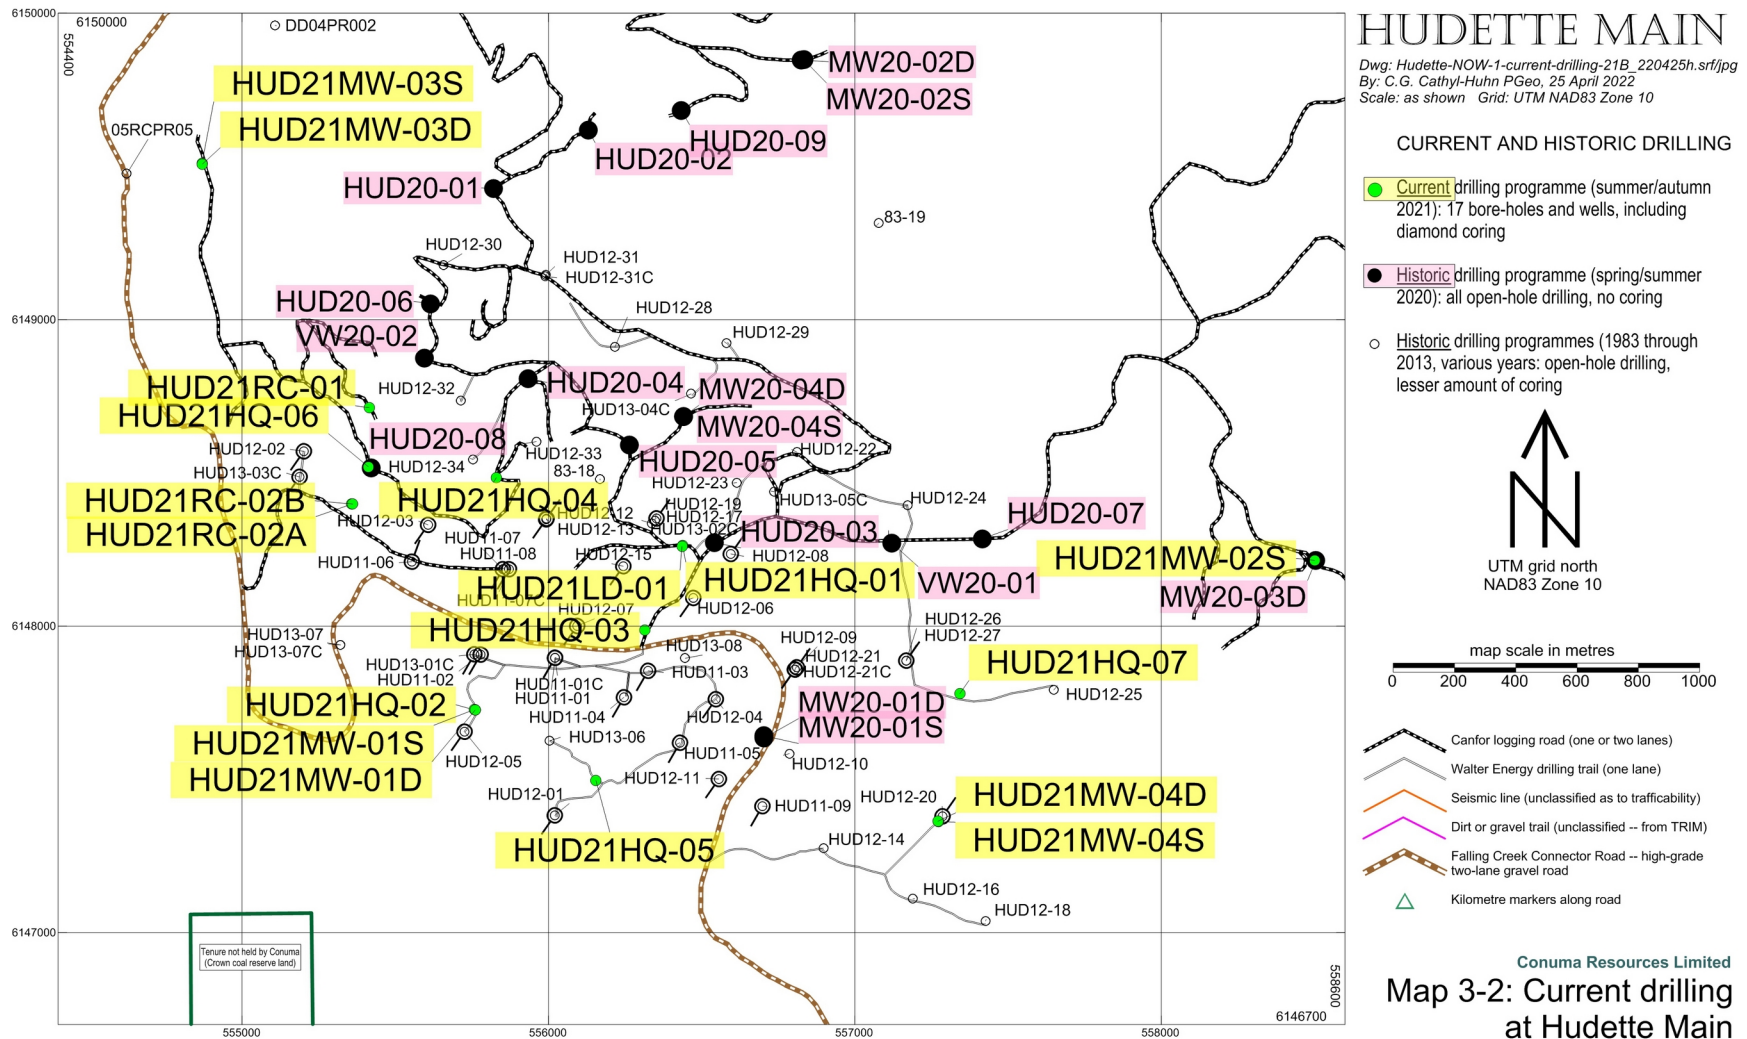 6150000
6150000
554400
DD04PR002
HUD21MW-03S
HUD21MW-03D
05RCPR05
MW20-02D
MW20-02S
HUD20-09
HUD20-02
HUD20-01
83-19
HUD12-30
HUD12-31
HUD12-31C
HUD20-06
HUD12-28
6149000
VW20-02
HUD12-29
HUD21RC-01
HUD12-32
HUD20-04
MW20-04D
HUD21HQ-06
HUD13-04C
MW20-04S
HUD20-08
HUD12-02
HUD12-33
HUD12-22
HUD13-03C
HUD12-34
83-18
HUD20-05
HUD12-23
HUD21RC-02B
HUD21HQ-04
HUD13-05C
HUD12-24
HUD12-19
HUD12-03
HUD12-12
HUD12-17
HUD20-07
HUD21RC-02A
HUD12-13
HUD13-02C
HUD20-03
HUD11-07
HUD11-08
HUD12-15
HUD12-08
HUD21MW-02S
HUD11-06
HUD21LD-01
HUD21HQ-01
VW20-01
MW20-03D
HUD11-07C
HUD12-07
HUD12-06
6148000
HUD21HQ-03
HUD12-26
HUD12-27
HUD13-07
HUD13-07C
HUD13-08
HUD12-09
HUD12-21
HUD12-21C
HUD21HQ-07
HUD13-01C
HUD11-02
HUD11-01C
HUD11-01
HUD11-03
HUD12-25
HUD21HQ-02
MW20-01D
HUD11-04
HUD12-04
MW20-01S
HUD21MW-01S
HUD13-06
HUD11-05
HUD12-05
HUD12-10
HUD21MW-01D
HUD12-11
HUD12-01
HUD11-09
HUD12-20
HUD21MW-04D
HUD21MW-04S
HUD21HQ-05
HUD12-14
HUD12-16
HUD12-18
6147000
Tenure not held by Conuma
(Crown coal reserve land)
558600
6146700
555000
556000
557000
558000
HUDETTE MAIN
Dwg: Hudette-NOW-1-current-drilling-21B_220425h.srf/jpg
By: C.G. Cathyl-Huhn PGeo, 25 April 2022
Scale: as shown Grid: UTM NAD83 Zone 10
CURRENT AND HISTORIC DRILLING
Current drilling programme (summer/autumn
2021): 17 bore-holes and wells, including
diamond coring
Historic drilling programme (spring/summer
2020): all open-hole drilling, no coring
Historic drilling programmes (1983 through
2013, various years: open-hole drilling,
lesser amount of coring
N
UTM grid north
NAD83 Zone 10
map scale in metres
0 200 400 600 800 1000
Canfor logging road (one or two lanes)
Walter Energy drilling trail (one lane)
Seismic line (unclassified as to trafficability)
Dirt or gravel trail (unclassified -- from TRIM)
Falling Creek Connector Road -- high-grade
two-lane gravel road
Kilometre markers along road
Conuma Resources Limited
Map 3-2: Current drilling
at Hudette Main